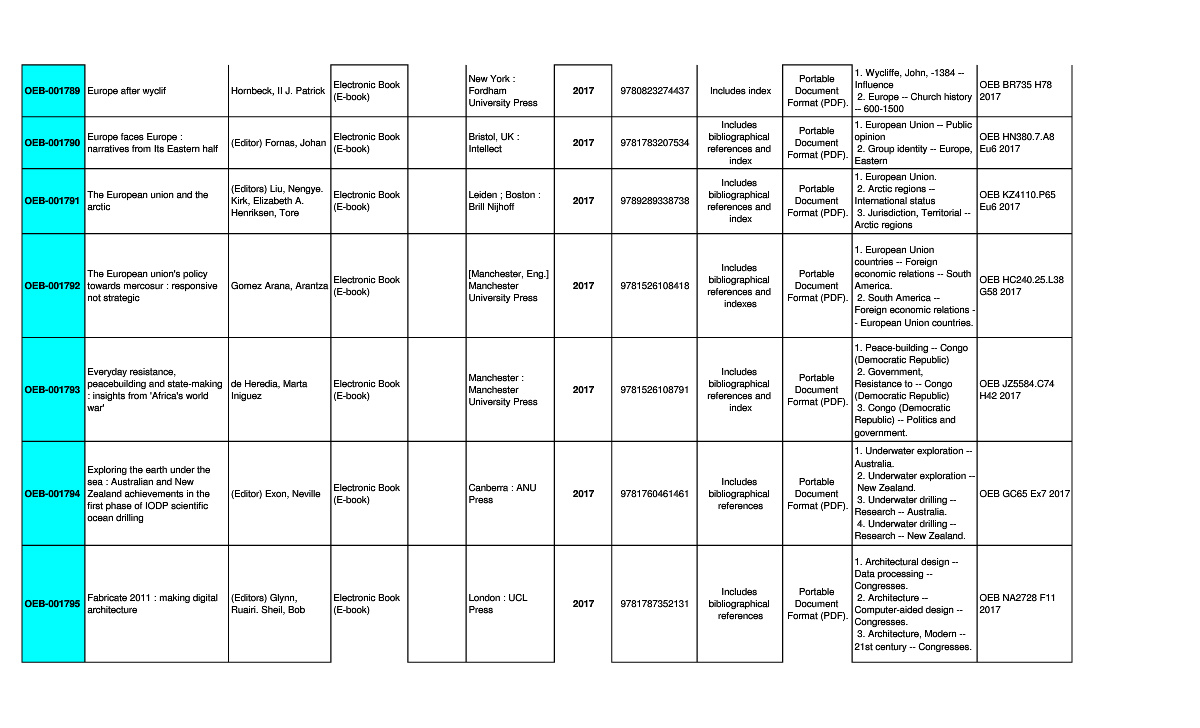 OEB-001789
Europe after wyclif
Hornbeck, II J. Patrick
Electronic Book
(E-book)
New York :
Fordham
University Press
2017
9780823274437
Includes index
Portable
Document
Format (PDF).
1. Wycliffe, John, -1384 --
Influence
2. Europe -- Church history
-- 600-1500
OEB BR735 H78
2017
OEB-001790
Europe faces Europe :
narratives from Its Eastern half
(Editor) Fornas, Johan
Electronic Book
(E-book)
Bristol, UK :
Intellect
2017
9781783207534
Includes
bibliographical
references and
index
Portable
Document
Format (PDF).
1. European Union -- Public
opinion
2. Group identity -- Europe,
Eastern
OEB HN380.7.A8
Eu6 2017
OEB-001791
The European union and the
arctic
(Editors) Liu, Nengye.
Kirk, Elizabeth A.
Henriksen, Tore
Electronic Book
(E-book)
Leiden ; Boston :
Brill Nijhoff
2017
9789289338738
Includes
bibliographical
references and
index
Portable
Document
Format (PDF).
1. European Union.
2. Arctic regions --
International status
3. Jurisdiction, Territorial --
Arctic regions
OEB KZ4110.P65
Eu6 2017
OEB-001792
The European union's policy
towards mercosur : responsive
not strategic
Gomez Arana, Arantza
Electronic Book
(E-book)
[Manchester, Eng.]
Manchester
University Press
2017
9781526108418
Includes
bibliographical
references and
indexes
Portable
Document
Format (PDF).
1. European Union
countries -- Foreign
economic relations -- South
America.
2. South America --
Foreign economic relations -
- European Union countries.
OEB HC240.25.L38
G58 2017
OEB-001793
Everyday resistance,
peacebuilding and state-making
: insights from 'Africa's world
war'
de Heredia, Marta
Iniguez
Electronic Book
(E-book)
Manchester :
Manchester
University Press
2017
9781526108791
Includes
bibliographical
references and
index
Portable
Document
Format (PDF).
1. Peace-building -- Congo
(Democratic Republic)
2. Government,
Resistance to -- Congo
(Democratic Republic)
3. Congo (Democratic
Republic) -- Politics and
government.
OEB JZ5584.C74
H42 2017
OEB-001794
Exploring the earth under the
sea : Australian and New
Zealand achievements in the
first phase of IODP scientific
ocean drilling
(Editor) Exon, Neville
Electronic Book
(E-book)
Canberra : ANU
Press
2017
9781760461461
Includes
bibliographical
references
Portable
Document
Format (PDF).
1. Underwater exploration --
Australia.
2. Underwater exploration --
New Zealand.
3. Underwater drilling --
Research -- Australia.
4. Underwater drilling --
Research -- New Zealand.
OEB GC65 Ex7 2017
OEB-001795
Fabricate 2011 : making digital
architecture
(Editors) Glynn,
Ruairi. Sheil, Bob
Electronic Book
(E-book)
London : UCL
Press
2017
9781787352131
Includes
bibliographical
references
Portable
Document
Format (PDF).
1. Architectural design --
Data processing --
Congresses.
2. Architecture --
Computer-aided design --
Congresses.
3. Architecture, Modern --
21st century -- Congresses.
OEB NA2728 F11
2017